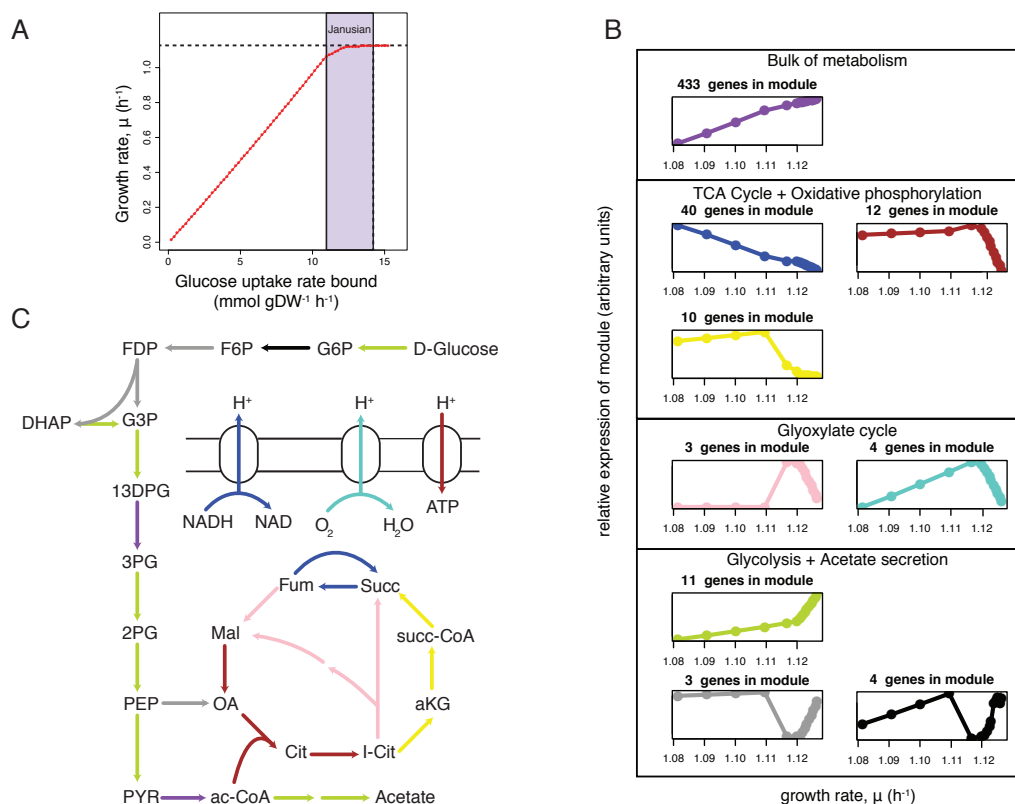 A
Janusian
Growth rate, μ (h⁻¹)
0.0
0.2
0.4
0.6
0.8
1.0
0
5
10
15
Glucose uptake rate bound
(mmol gDW⁻¹ h⁻¹)
B
relative expression of module (arbitrary units)
Bulk of metabolism
433 genes in module
1.08 1.09 1.10 1.11 1.12
TCA Cycle + Oxidative phosphorylation
40 genes in module
1.08 1.09 1.10 1.11 1.12
12 genes in module
1.08 1.09 1.10 1.11 1.12
10 genes in module
1.08 1.09 1.10 1.11 1.12
Glyoxylate cycle
3 genes in module
1.08 1.09 1.10 1.11 1.12
4 genes in module
1.08 1.09 1.10 1.11 1.12
Glycolysis + Acetate secretion
11 genes in module
1.08 1.09 1.10 1.11 1.12
3 genes in module
1.08 1.09 1.10 1.11 1.12
4 genes in module
1.08 1.09 1.10 1.11 1.12
growth rate, μ (h⁻¹)
C
FDP F6P G6P D-Glucose
DHAP G3P
13DPG
3PG
2PG
PEP
PYR ac-CoA Acetate
H⁺ H⁺ H⁺
NADH NAD O₂ H₂O ATP
Fum Succ
Mal succ-CoA
OA aKG
Cit I-Cit